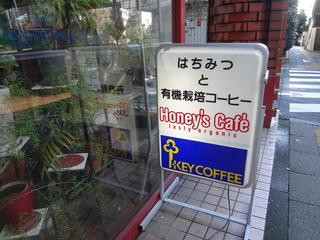 はちみつ
と
有機栽培コーヒー
Honey's Café
tasty organic
KEY COFFEE